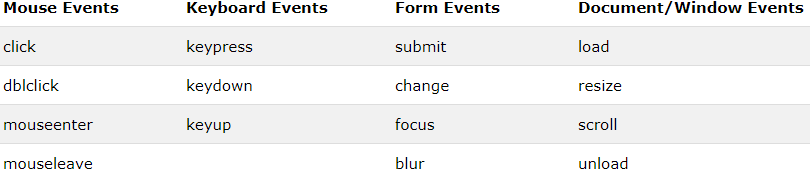 Mouse Events Keyboard Events Form Events Document/Window Events
click keypress submit load
dblclick keydown change resize
mouseenter keyup focus scroll
mouseleave blur unload